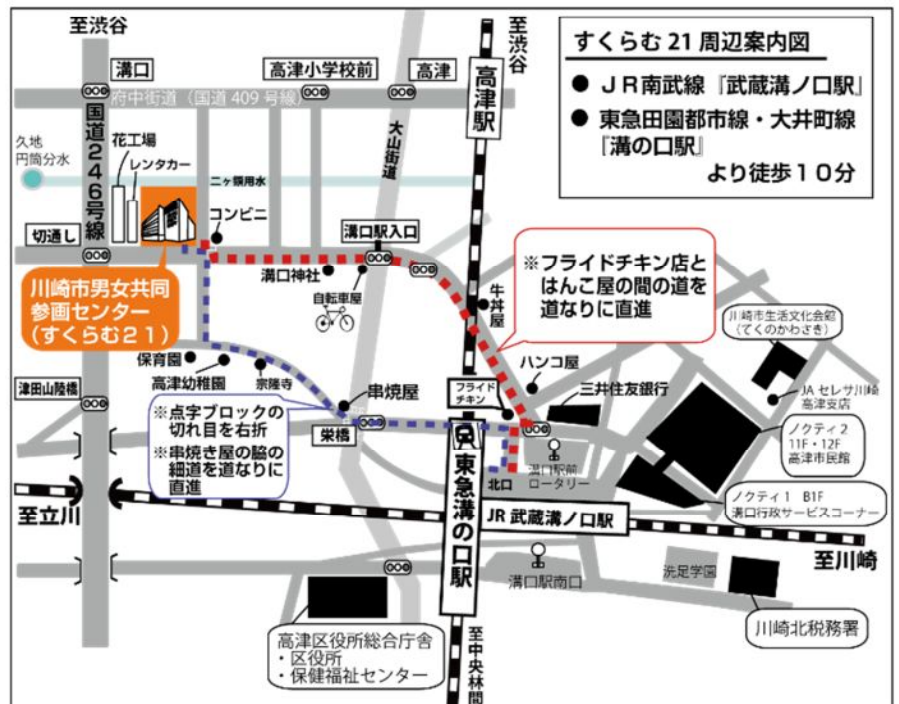 至渋谷
至渋谷
すくらむ21周辺案内図
● JR南武線『武蔵溝ノ口駅』
● 東急田園都市線・大井町線
『溝の口駅』
より徒歩10分
溝口
高津小学校前
高津
高津駅
府中街道(国道409号線)
国道246号線
大山街道
久地
円筒分水
花工場
レンタカー
二ヶ領用水
コンビニ
切通し
溝口駅入口
溝口神社
自転車屋
川崎市男女共同
参画センター
(すくらむ21)
※フライドチキン店と
はんこ屋の間の道を
道なりに直進
牛丼屋
川崎市生活文化会館
(てくのかわさき)
保育園
高津幼稚園
宗隆寺
ハンコ屋
津田山陸橋
串焼屋
フライド
チキン
三井住友銀行
JAセレサ川崎
高津支店
※点字ブロックの
切れ目を右折
※串焼き屋の脇の
細道を道なりに
直進
栄橋
ノクティ2
11F・12F
高津市民館
溝口駅前
ロータリー
北口
東急溝の口駅
ノクティ1 B1F
溝口行政サービスコーナー
至立川
JR武蔵溝ノ口駅
至川崎
溝口駅南口
洗足学園
川崎北税務署
高津区役所総合庁舎
・区役所
・保健福祉センター
至中央林間